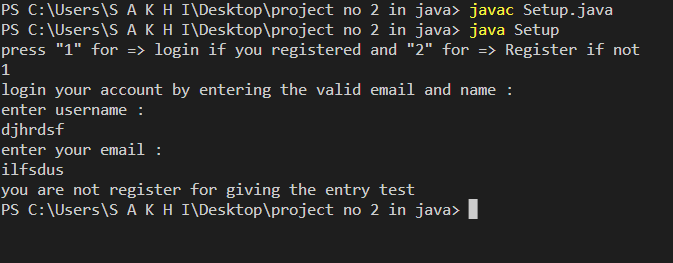 PS C:\Users\S A K H I\Desktop\project no 2 in java> javac Setup.java
PS C:\Users\S A K H I\Desktop\project no 2 in java> java Setup
press "1" for => login if you registered and "2" for => Register if not
1
login your account by entering the valid email and name :
enter username :
djhrdsf
enter your email :
ilfsdus
you are not register for giving the entry test
PS C:\Users\S A K H I\Desktop\project no 2 in java>